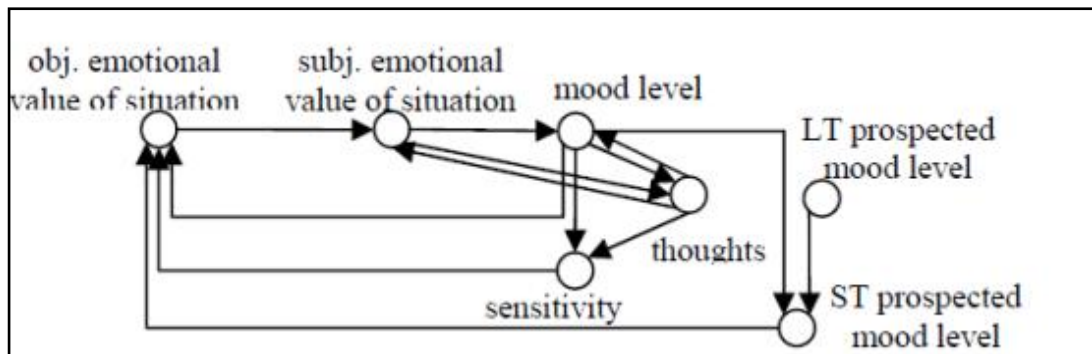 obj. emotional
value of situation
subj. emotional
value of situation
mood level
LT prospected
mood level
thoughts
sensitivity
ST prospected
mood level